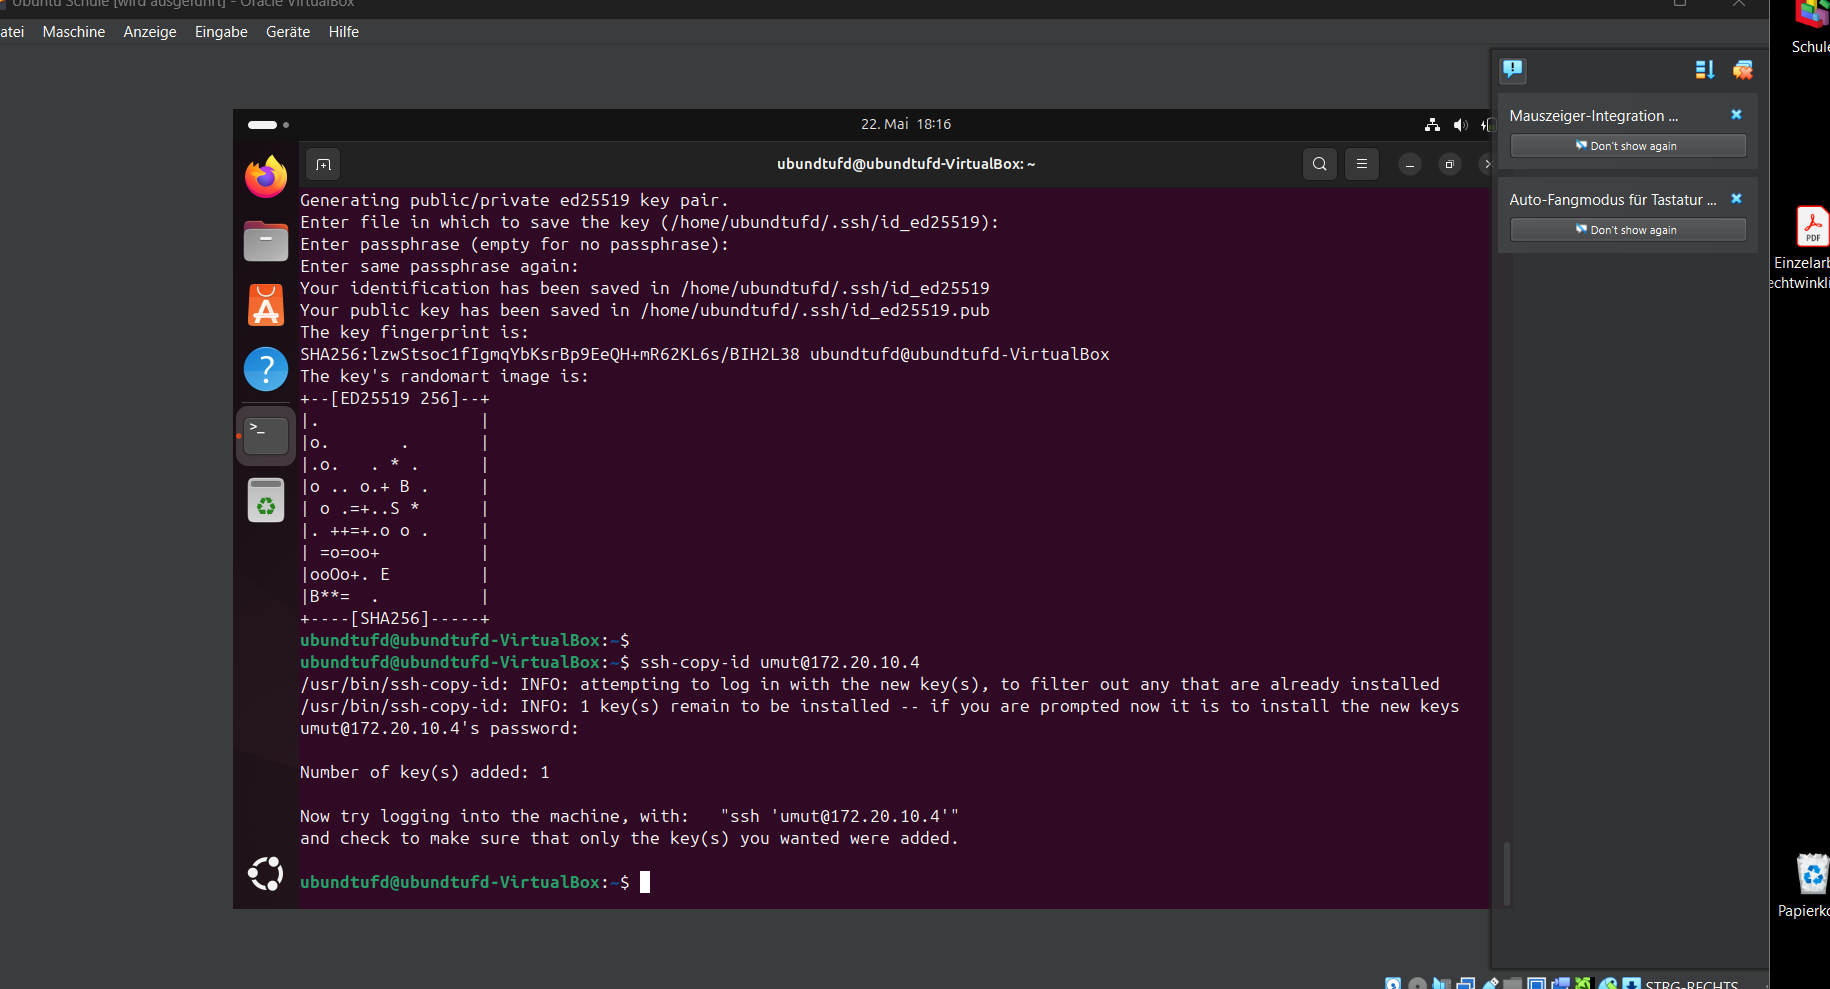 Ubuntu Schule [wird ausgeführt] - Oracle VirtualBox
atei Maschine Anzeige Eingabe Geräte Hilfe
Schule
22. Mai 18:16
Mauszeiger-Integration ...
Don't show again
Auto-Fangmodus für Tastatur ...
Don't show again
PDF
Einzelarb
echtwinkli
ubundtufd@ubundtufd-VirtualBox: ~
Generating public/private ed25519 key pair.
Enter file in which to save the key (/home/ubundtufd/.ssh/id_ed25519):
Enter passphrase (empty for no passphrase):
Enter same passphrase again:
Your identification has been saved in /home/ubundtufd/.ssh/id_ed25519
Your public key has been saved in /home/ubundtufd/.ssh/id_ed25519.pub
The key fingerprint is:
SHA256:lzwStsoc1fIgmqYbKsrBp9EeQH+mR62KL6s/BIH2L38 ubundtufd@ubundtufd-VirtualBox
The key's randomart image is:
+--[ED25519 256]--+
|.                |
|o.       .       |
|.o.   . * .      |
|o .. o.+ B .     |
| o .=+..S *      |
|. ++=+.o o .     |
| =o=oo+          |
|ooOo+. E         |
|B**=  .          |
+----[SHA256]-----+
ubundtufd@ubundtufd-VirtualBox:~$
ubundtufd@ubundtufd-VirtualBox:~$ ssh-copy-id umut@172.20.10.4
/usr/bin/ssh-copy-id: INFO: attempting to log in with the new key(s), to filter out any that are already installed
/usr/bin/ssh-copy-id: INFO: 1 key(s) remain to be installed -- if you are prompted now it is to install the new keys
umut@172.20.10.4's password:
Number of key(s) added: 1
Now try logging into the machine, with:   "ssh 'umut@172.20.10.4'"
and check to make sure that only the key(s) you wanted were added.
ubundtufd@ubundtufd-VirtualBox:~$
Papierko
STRG-RECHTS